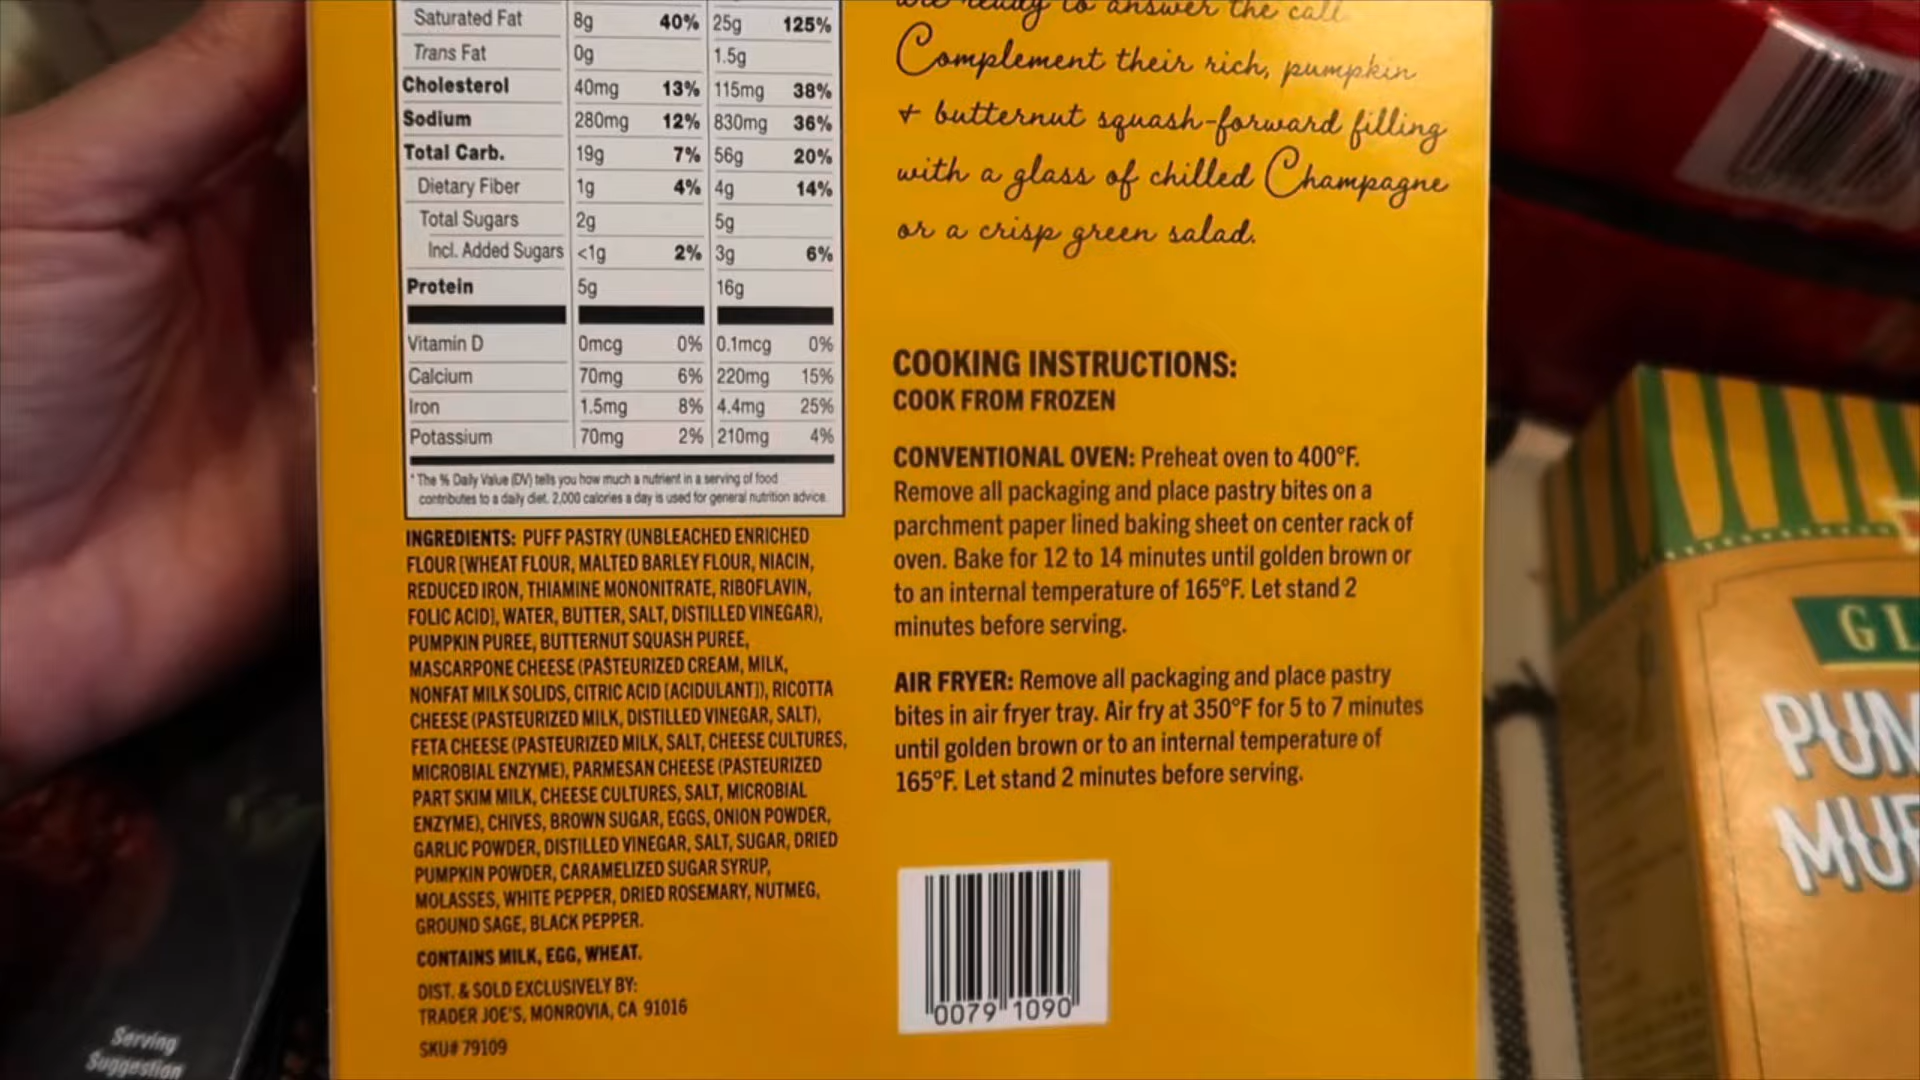 Saturated Fat 8g 40% 25g 125%
Trans Fat 0g 1.5g
Cholesterol 40mg 13% 115mg 38%
Sodium 280mg 12% 830mg 36%
Total Carb. 19g 7% 56g 20%
Dietary Fiber 1g 4% 4g 14%
Total Sugars 2g 5g
Incl. Added Sugars <1g 2% 3g 6%
Protein 5g 16g
Vitamin D 0mcg 0% 0.1mcg 0%
Calcium 70mg 6% 220mg 15%
Iron 1.5mg 8% 4.4mg 25%
Potassium 70mg 2% 210mg 4%
* The % Daily Value (DV) tells you how much a nutrient in a serving of food
contributes to a daily diet. 2,000 calories a day is used for general nutrition advice.
INGREDIENTS: PUFF PASTRY (UNBLEACHED ENRICHED
FLOUR [WHEAT FLOUR, MALTED BARLEY FLOUR, NIACIN,
REDUCED IRON, THIAMINE MONONITRATE, RIBOFLAVIN,
FOLIC ACID], WATER, BUTTER, SALT, DISTILLED VINEGAR),
PUMPKIN PUREE, BUTTERNUT SQUASH PUREE,
MASCARPONE CHEESE (PASTEURIZED CREAM, MILK,
NONFAT MILK SOLIDS, CITRIC ACID [ACIDULANT]), RICOTTA
CHEESE (PASTEURIZED MILK, DISTILLED VINEGAR, SALT),
FETA CHEESE (PASTEURIZED MILK, SALT, CHEESE CULTURES,
MICROBIAL ENZYME), PARMESAN CHEESE (PASTEURIZED
PART SKIM MILK, CHEESE CULTURES, SALT, MICROBIAL
ENZYME), CHIVES, BROWN SUGAR, EGGS, ONION POWDER,
GARLIC POWDER, DISTILLED VINEGAR, SALT, SUGAR, DRIED
PUMPKIN POWDER, CARAMELIZED SUGAR SYRUP,
MOLASSES, WHITE PEPPER, DRIED ROSEMARY, NUTMEG,
GROUND SAGE, BLACK PEPPER.
CONTAINS MILK, EGG, WHEAT.
DIST. & SOLD EXCLUSIVELY BY:
TRADER JOE'S, MONROVIA, CA 91016
SKU# 79109
are ready to answer the call
Complement their rich, pumpkin
+ butternut squash-forward filling
with a glass of chilled Champagne
or a crisp green salad.
COOKING INSTRUCTIONS:
COOK FROM FROZEN
CONVENTIONAL OVEN: Preheat oven to 400°F.
Remove all packaging and place pastry bites on a
parchment paper lined baking sheet on center rack of
oven. Bake for 12 to 14 minutes until golden brown or
to an internal temperature of 165°F. Let stand 2
minutes before serving.
AIR FRYER: Remove all packaging and place pastry
bites in air fryer tray. Air fry at 350°F for 5 to 7 minutes
until golden brown or to an internal temperature of
165°F. Let stand 2 minutes before serving.
0079 1090
Serving
Suggestion
GL
PUM
MUF